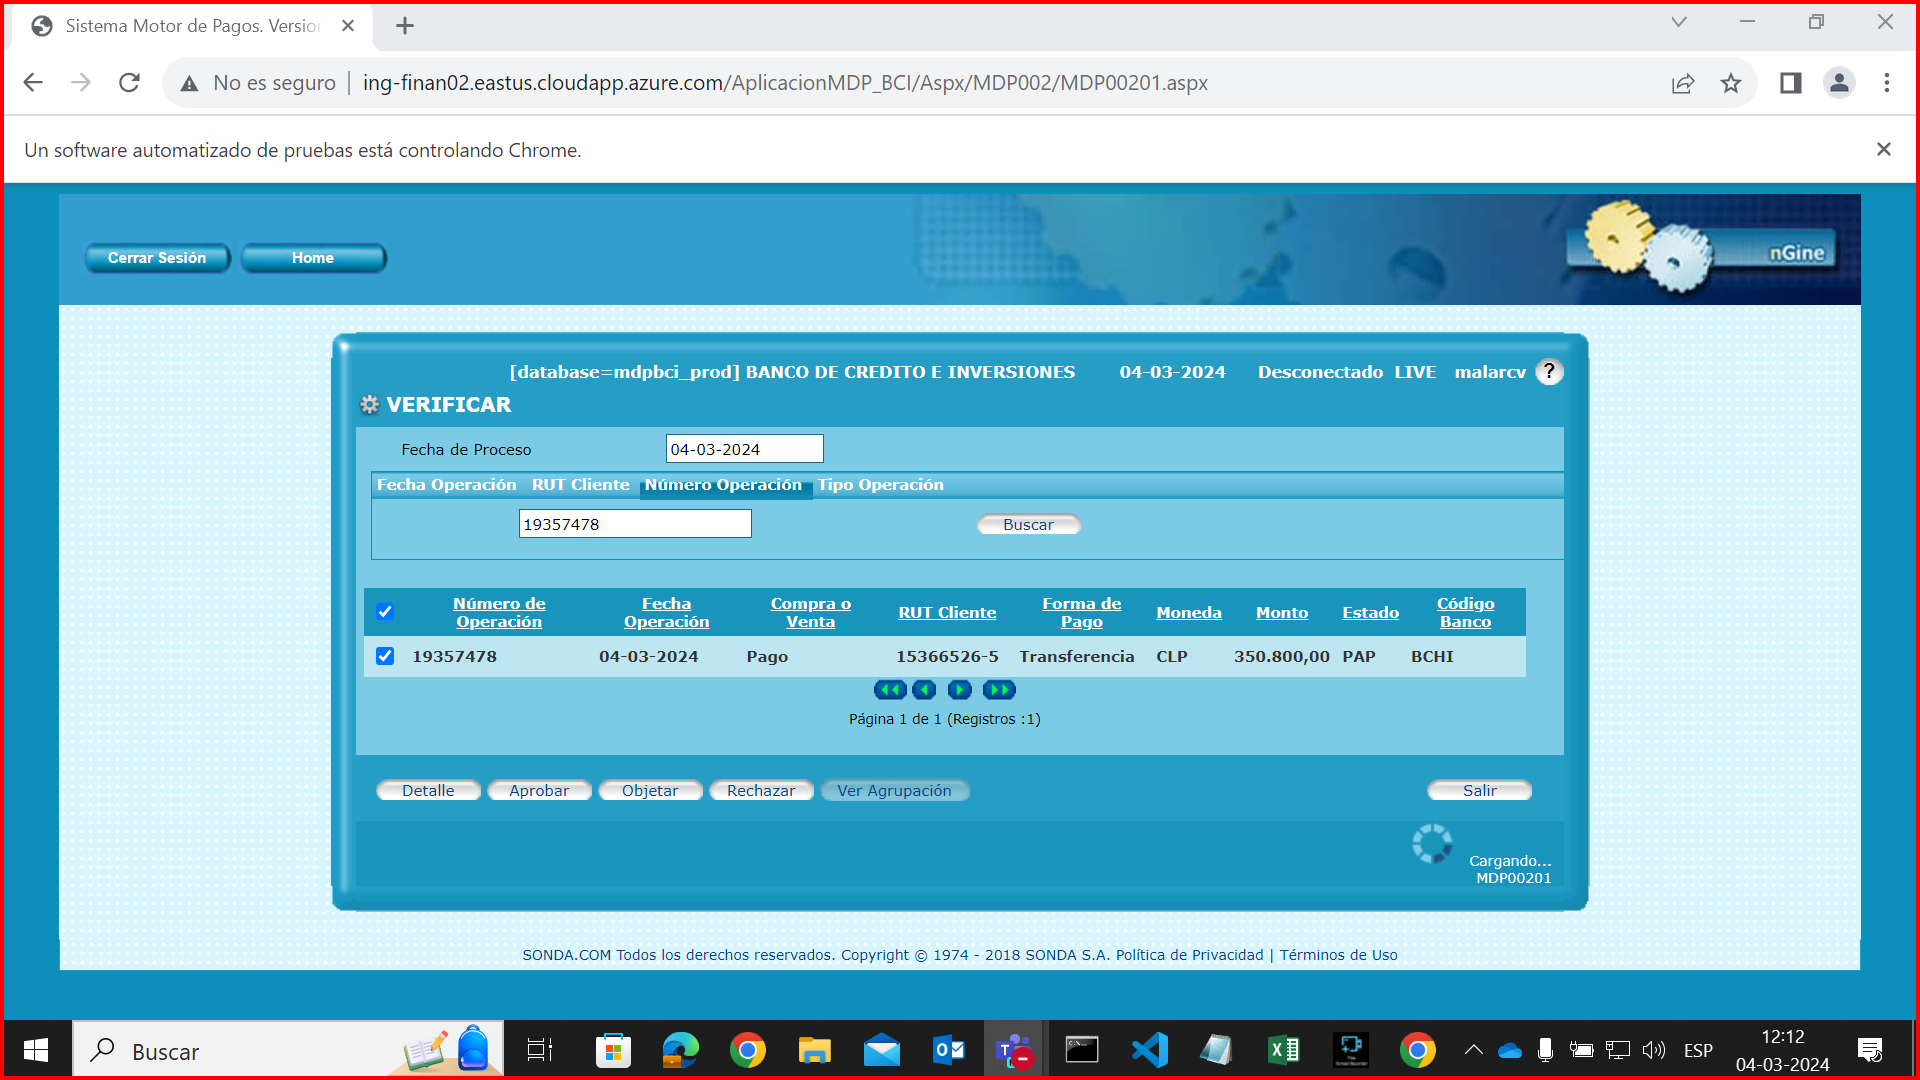 Sistema Motor de Pagos. Version
No es seguro
ing-finan02.eastus.cloudapp.azure.com/AplicacionMDP_BCI/Aspx/MDP002/MDP00201.aspx
Un software automatizado de pruebas está controlando Chrome.
Cerrar Sesión
Home
nGine
[database=mdpbci_prod] BANCO DE CREDITO E INVERSIONES 04-03-2024 Desconectado LIVE malarcv ?
VERIFICAR
Fecha de Proceso 04-03-2024
Fecha Operación RUT Cliente Número Operación Tipo Operación
19357478 Buscar
Número de Operación Fecha Operación Compra o Venta RUT Cliente Forma de Pago Moneda Monto Estado Código Banco
19357478 04-03-2024 Pago 15366526-5 Transferencia CLP 350.800,00 PAP BCHI
Página 1 de 1 (Registros :1)
Detalle Aprobar Objetar Rechazar Ver Agrupación Salir
Cargando...
MDP00201
SONDA.COM Todos los derechos reservados. Copyright © 1974 - 2018 SONDA S.A. Política de Privacidad | Términos de Uso
Buscar
ESP
12:12
04-03-2024